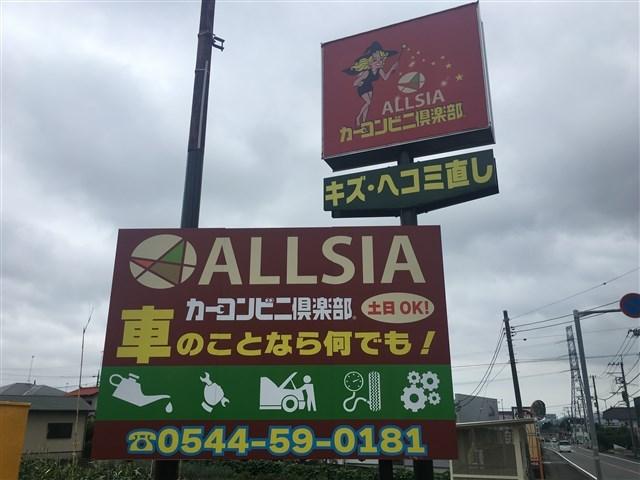 ALLSIA
カーコンビニ倶楽部
キズ・ヘコミ直し
ALLSIA
カーコンビニ倶楽部 土日OK!
車のことなら何でも！
☎0544-59-0181